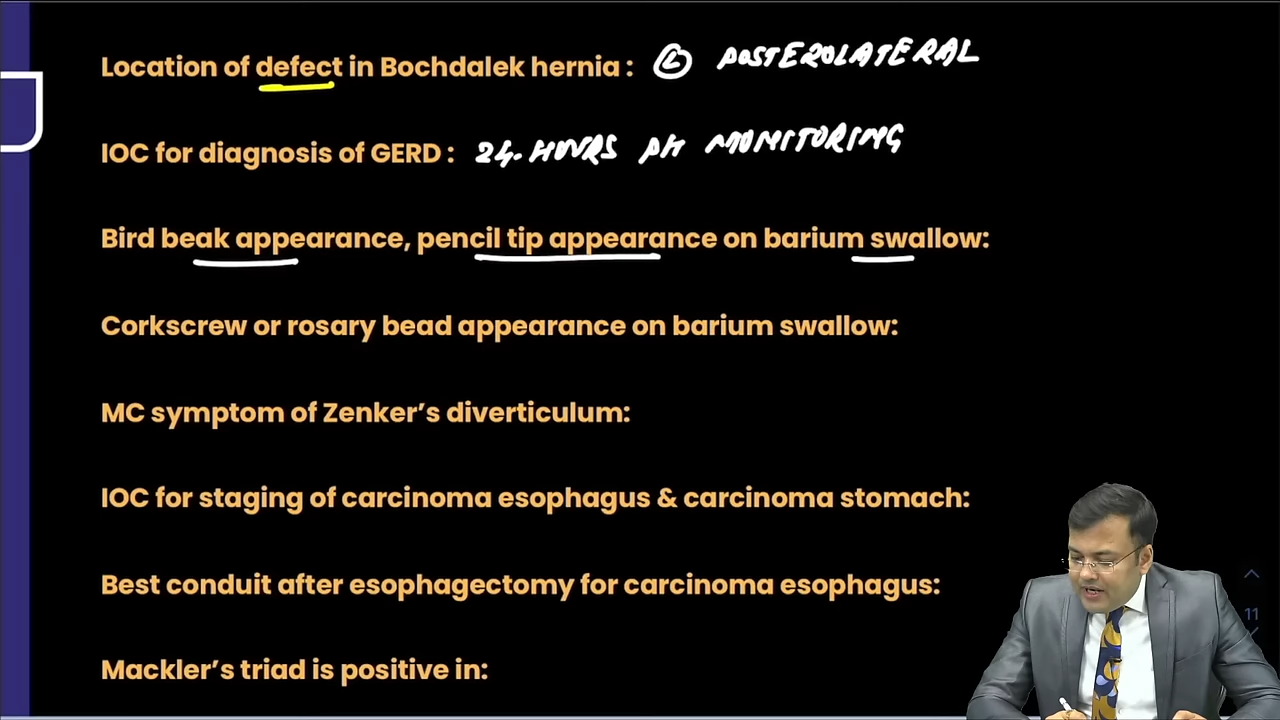 Location of defect in Bochdalek hernia : Ⓛ POSTEROLATERAL
IOC for diagnosis of GERD : 24-HOURS PH MONITORING
Bird beak appearance, pencil tip appearance on barium swallow:
Corkscrew or rosary bead appearance on barium swallow:
MC symptom of Zenker’s diverticulum:
IOC for staging of carcinoma esophagus & carcinoma stomach:
Best conduit after esophagectomy for carcinoma esophagus:
11
Mackler’s triad is positive in: